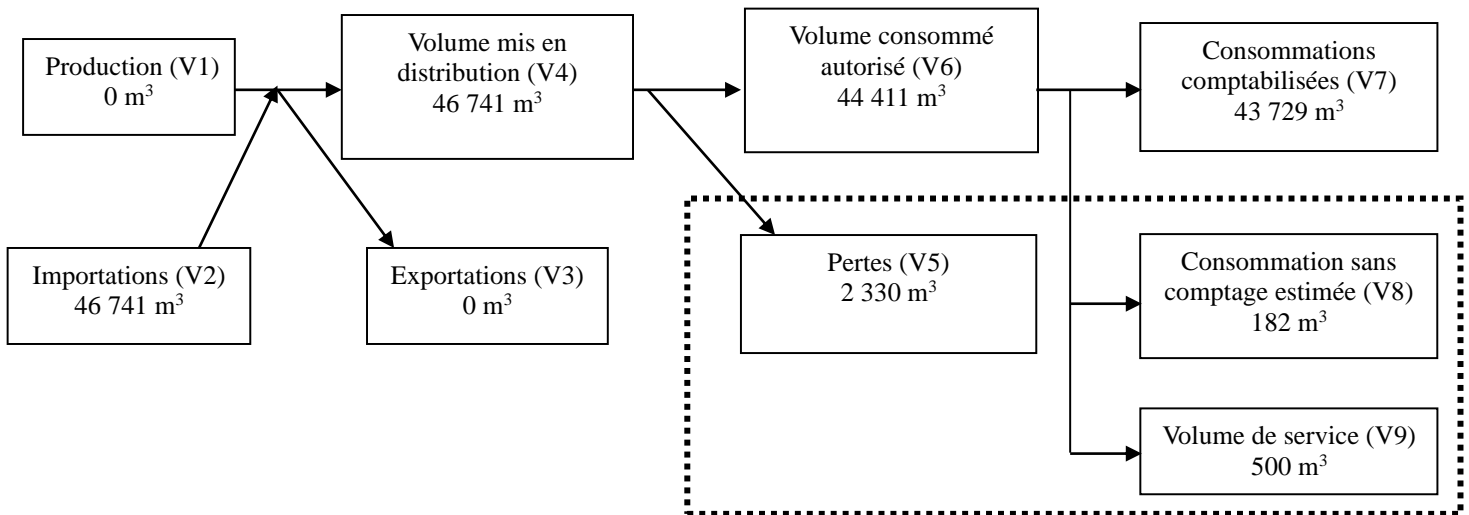 Production (V1)
0 m³
Volume mis en
distribution (V4)
46 741 m³
Volume consommé
autorisé (V6)
44 411 m³
Consommations
comptabilisées (V7)
43 729 m³
Importations (V2)
46 741 m³
Exportations (V3)
0 m³
Pertes (V5)
2 330 m³
Consommation sans
comptage estimée (V8)
182 m³
Volume de service (V9)
500 m³